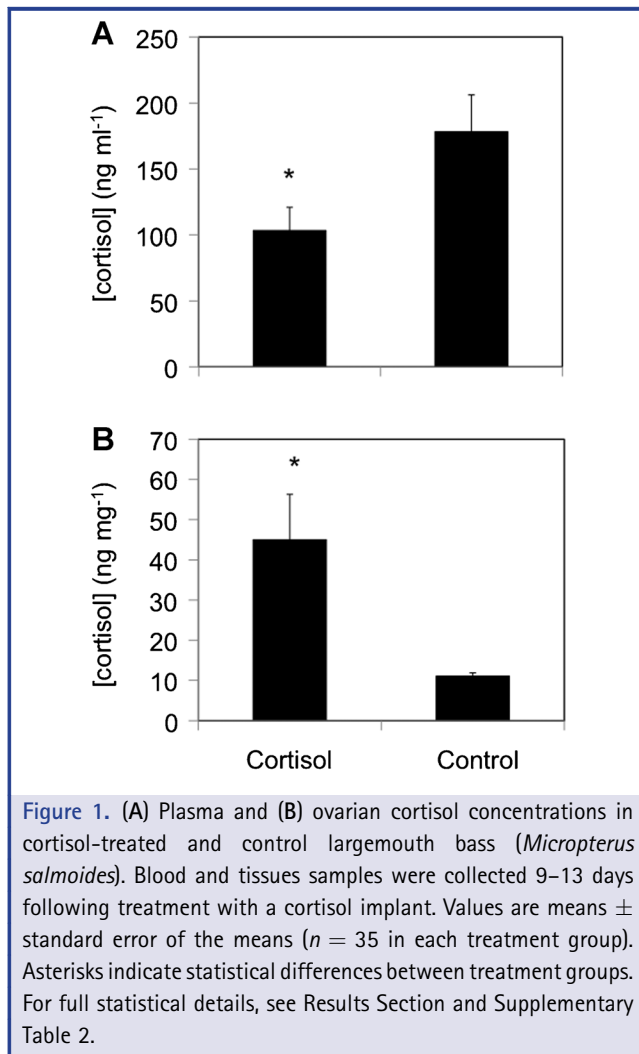 A
250
200
150
100
50
0
[cortisol] (ng ml-1)
*
B
70
60
50
40
30
20
10
0
[cortisol] (ng mg-1)
*
Cortisol Control
Figure 1. (A) Plasma and (B) ovarian cortisol concentrations in
cortisol-treated and control largemouth bass (Micropterus
salmoides). Blood and tissues samples were collected 9–13 days
following treatment with a cortisol implant. Values are means ±
standard error of the means (n = 35 in each treatment group).
Asterisks indicate statistical differences between treatment groups.
For full statistical details, see Results Section and Supplementary
Table 2.